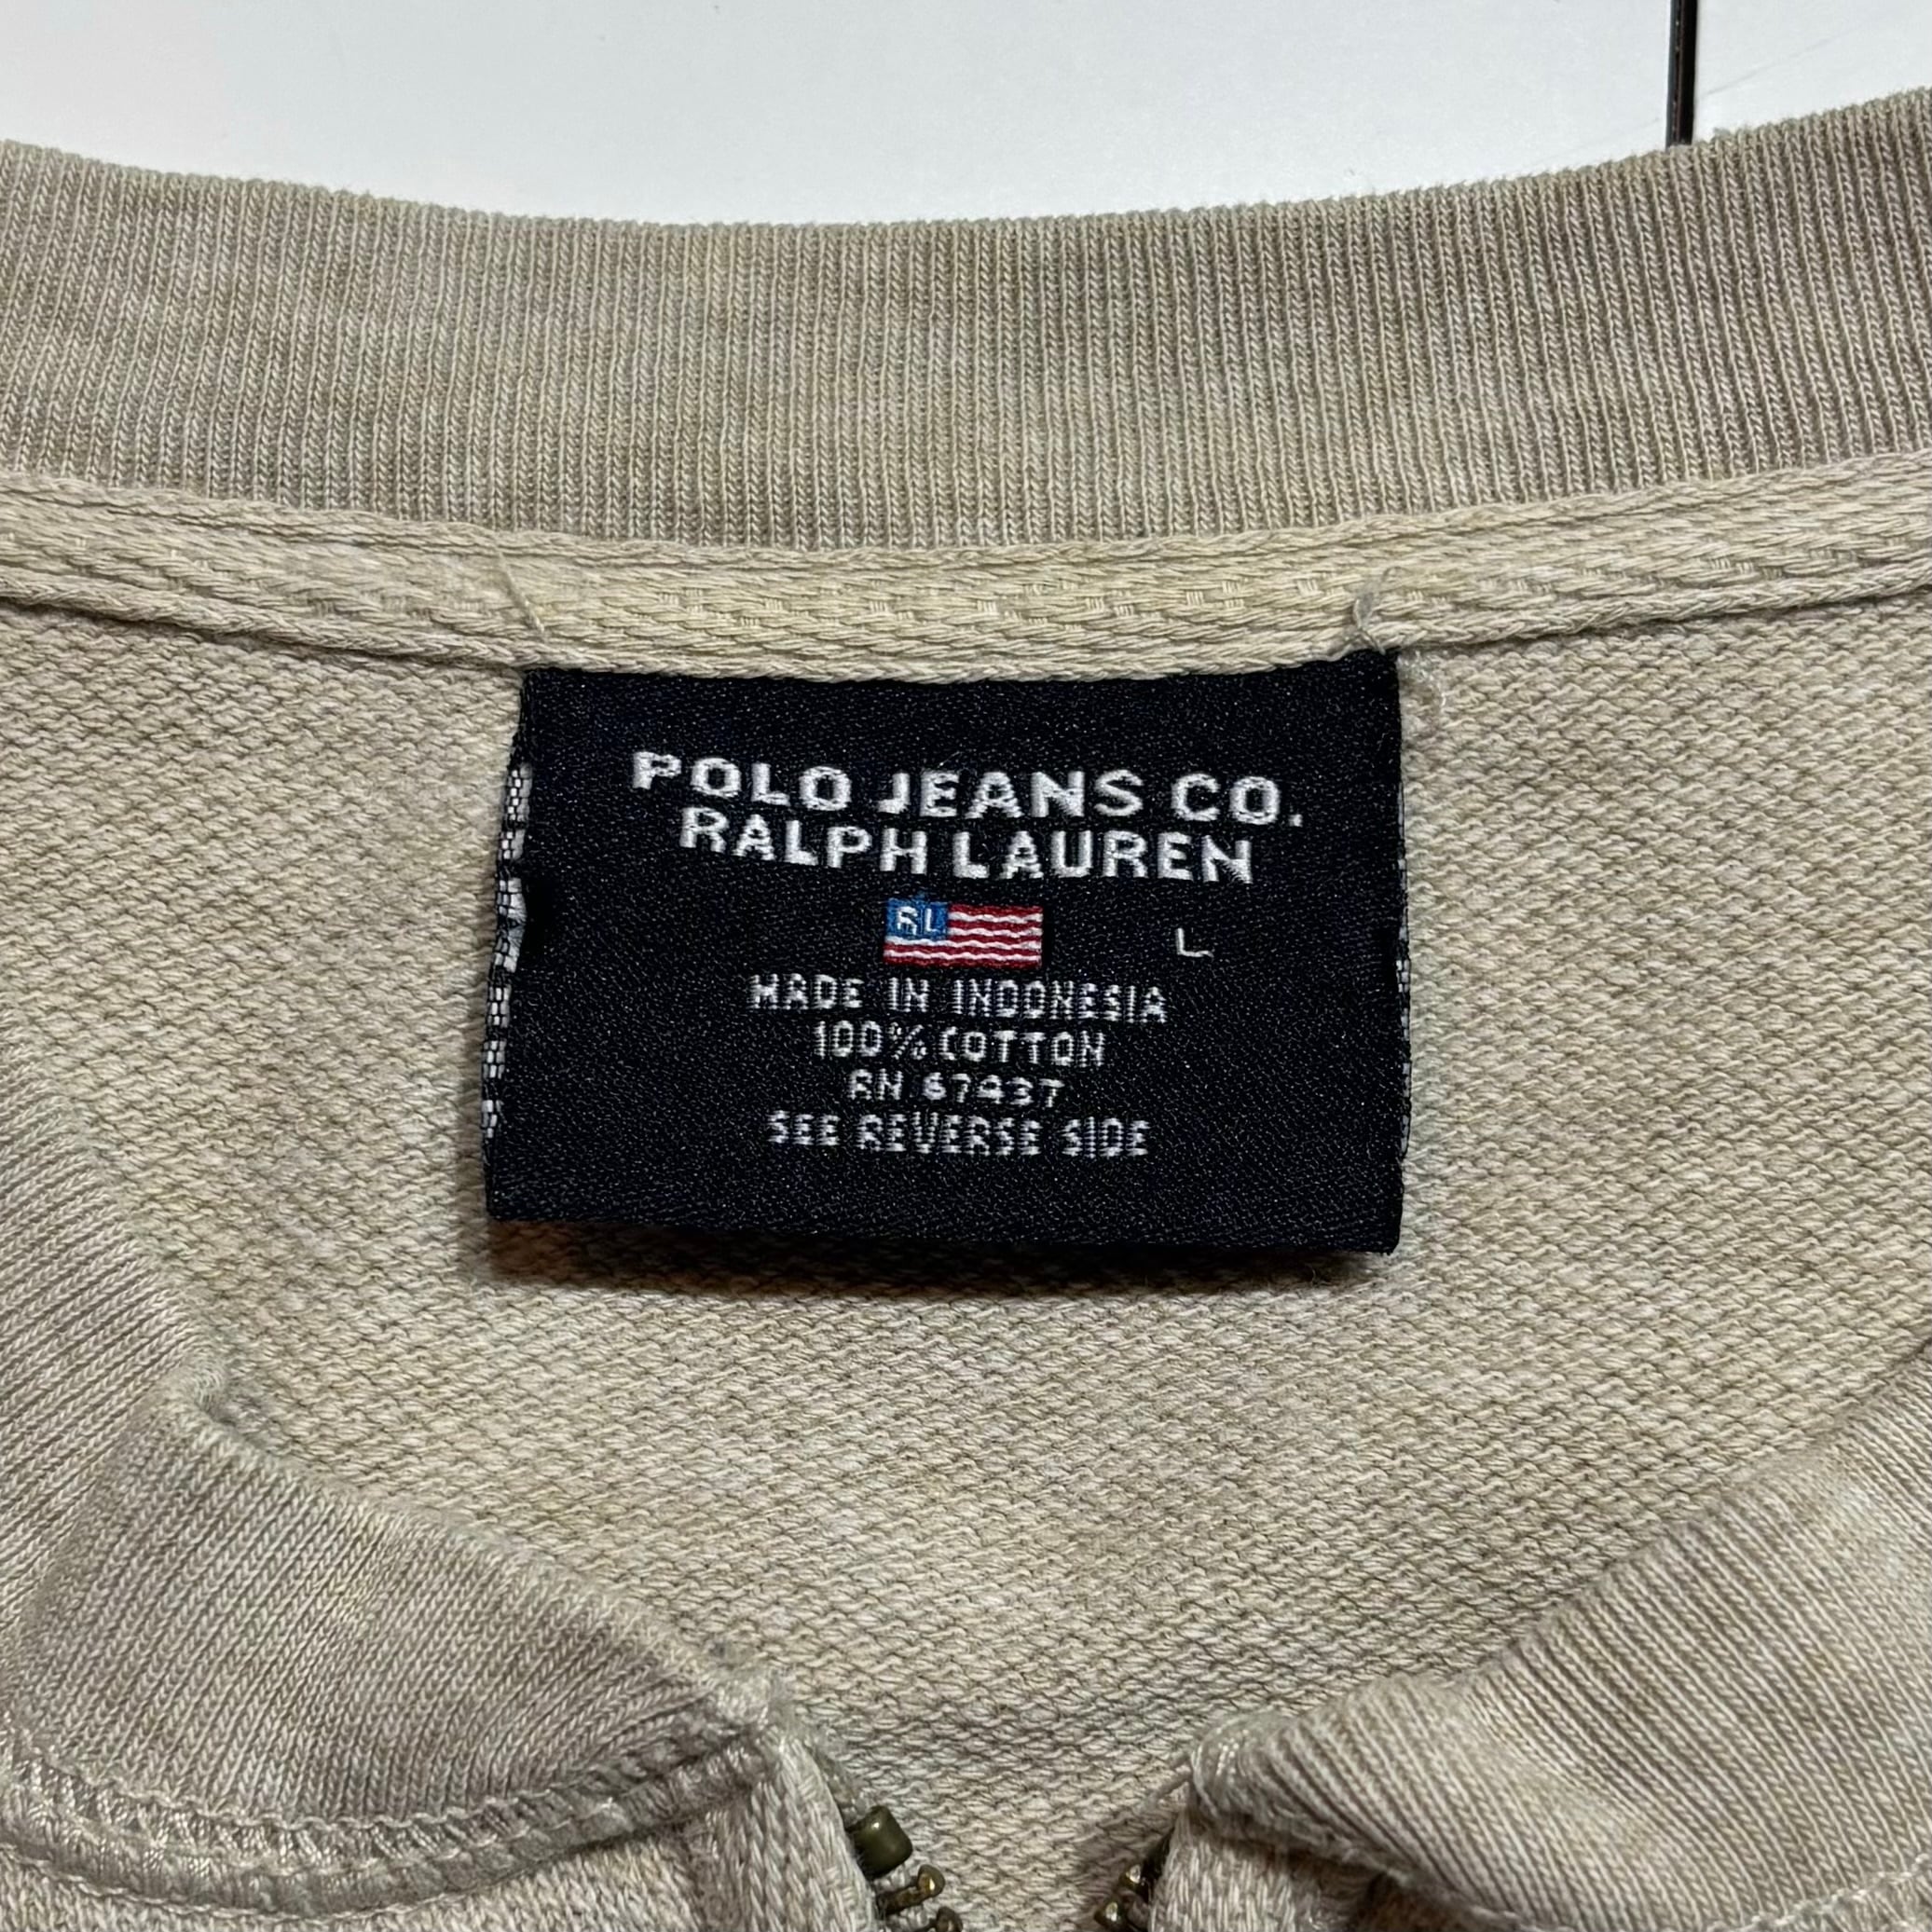 POLO JEANS CO.
RALPH LAUREN
RL
L
MADE IN INDONESIA
100% COTTON
RN 67437
SEE REVERSE SIDE